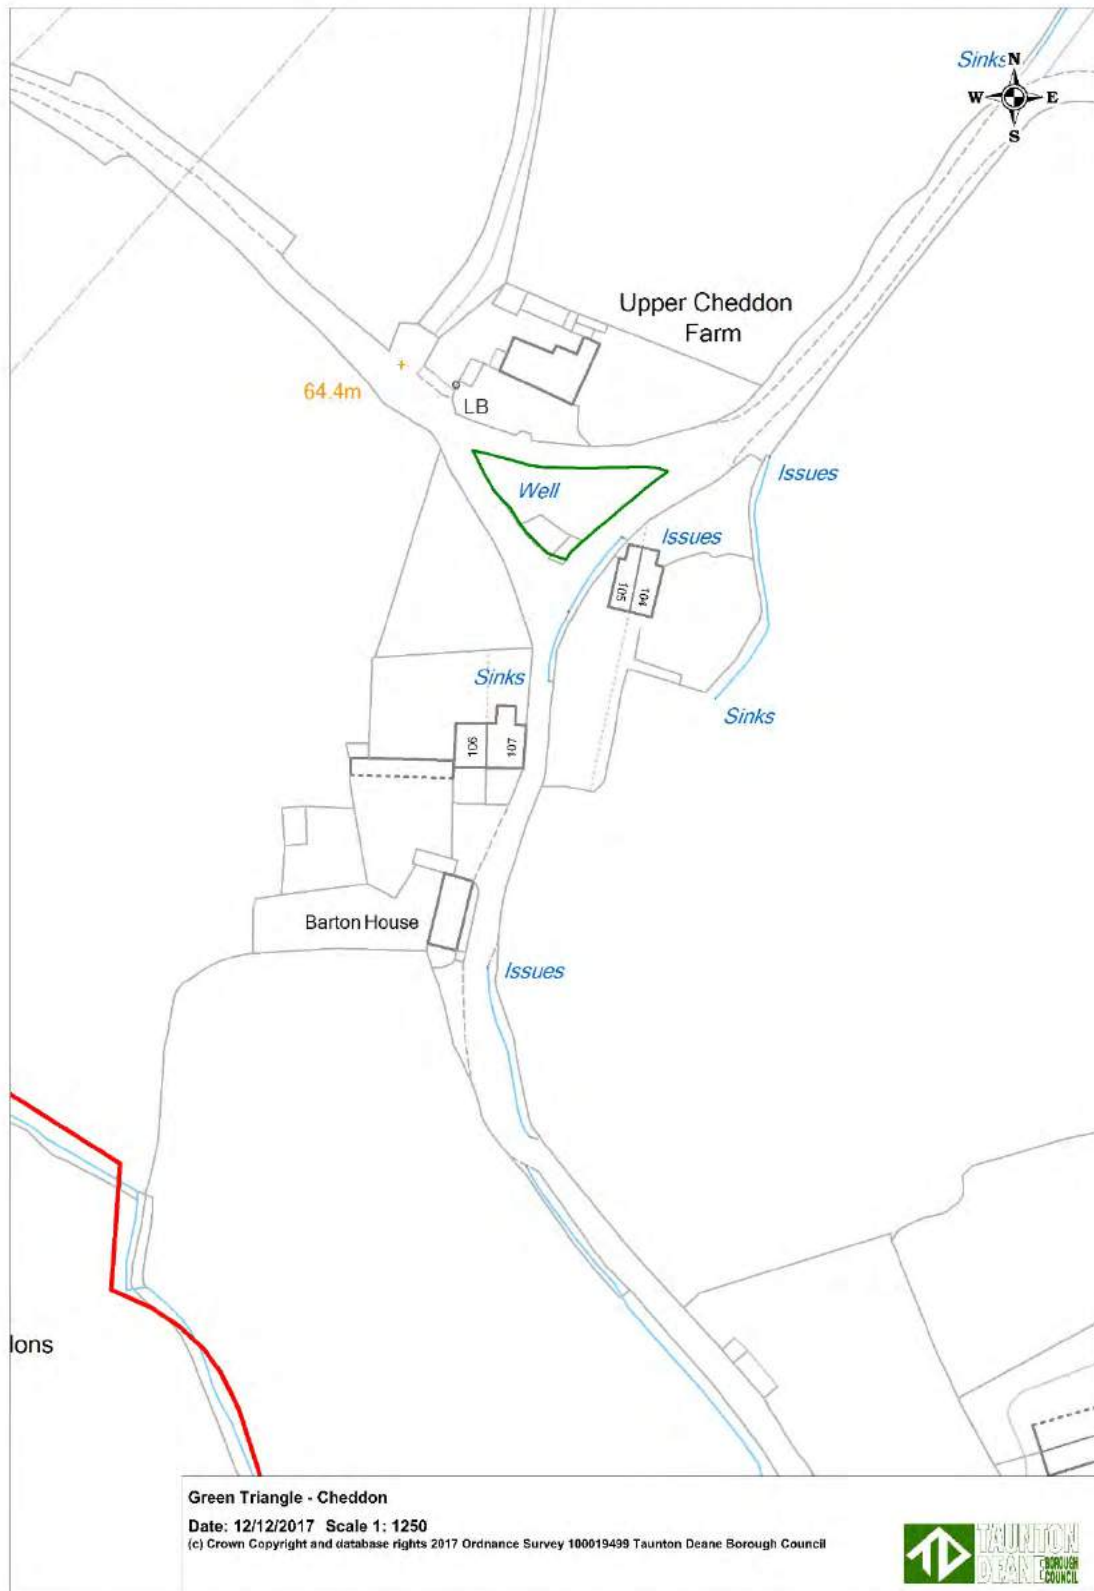 Sinks
N
W E
S
Upper Cheddon
Farm
64.4m
LB
Well
Issues
Issues
105
104
Sinks
Sinks
106
107
Barton House
Issues
lons
Green Triangle - Cheddon
Date: 12/12/2017 Scale 1: 1250
(c) Crown Copyright and database rights 2017 Ordnance Survey 100019499 Taunton Deane Borough Council
TD
TAUNTON
DEANE BOROUGH
COUNCIL